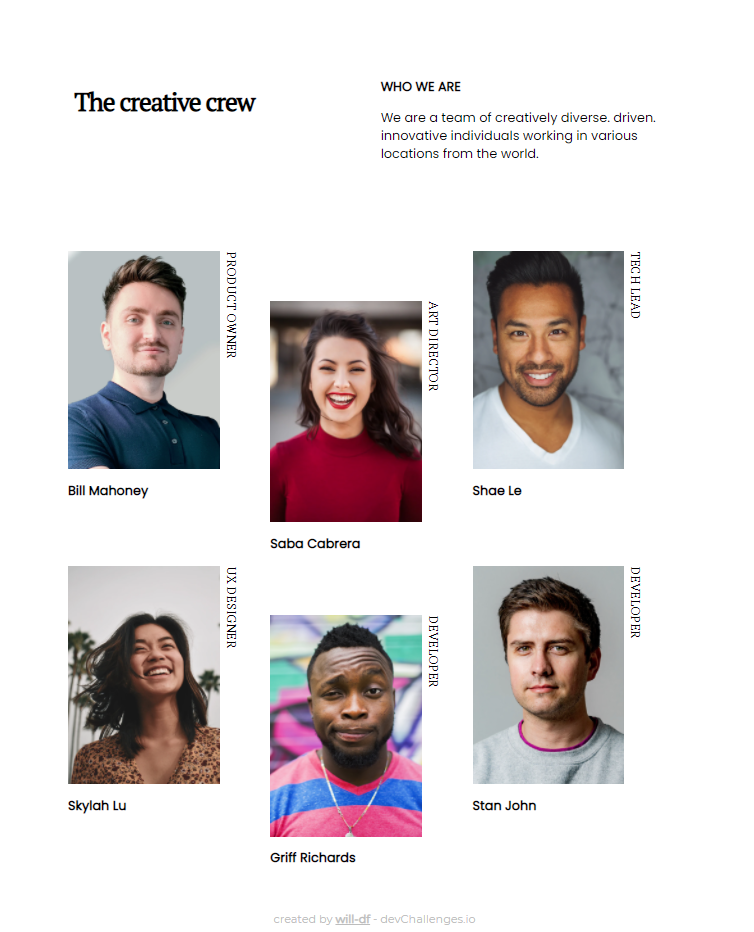 The creative crew
WHO WE ARE
We are a team of creatively diverse. driven.
innovative individuals working in various
locations from the world.
PRODUCT OWNER
Bill Mahoney
ART DIRECTOR
Saba Cabrera
TECH LEAD
Shae Le
UX DESIGNER
Skylah Lu
DEVELOPER
Griff Richards
DEVELOPER
Stan John
created by will-df - devChallenges.io